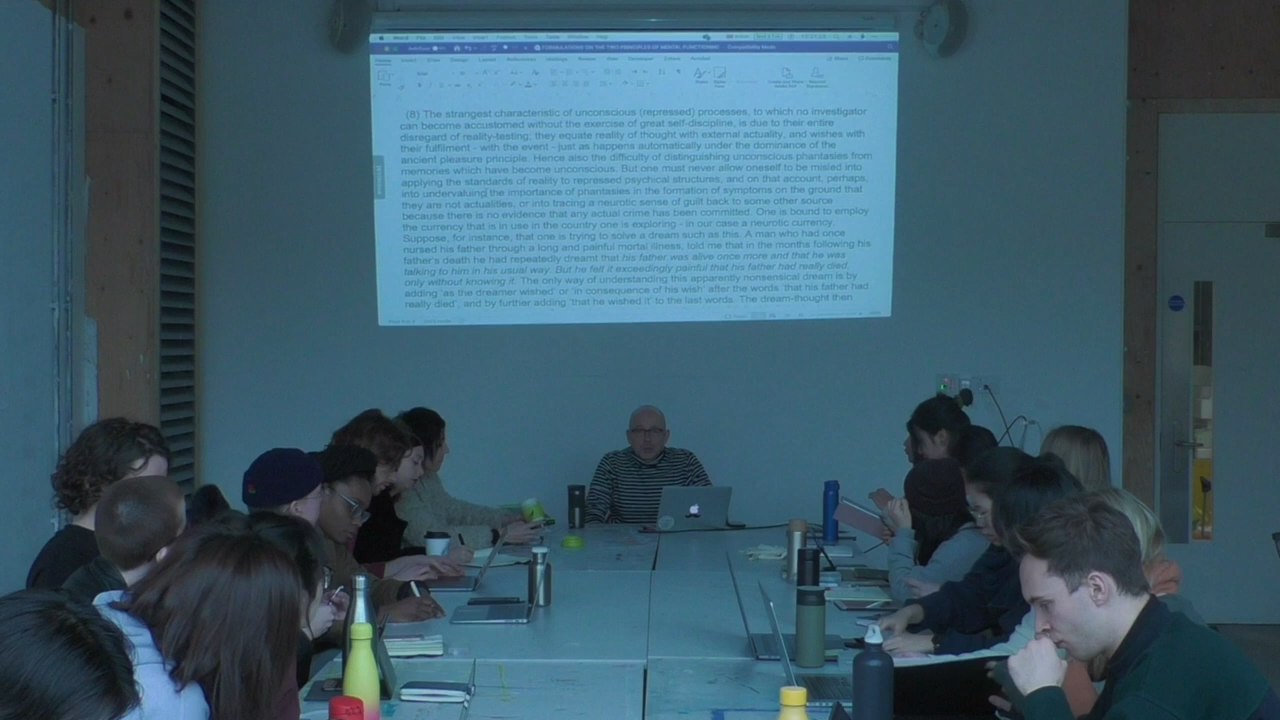 FORMULATIONS ON THE TWO PRINCIPLES OF MENTAL FUNCTIONING - Compatibility Mode
(8) The strangest characteristic of unconscious (repressed) processes, to which no investigator
can become accustomed without the exercise of great self-discipline, is due to their entire
disregard of reality-testing; they equate reality of thought with external actuality, and wishes with
their fulfilment - with the event - just as happens automatically under the dominance of the
ancient pleasure principle. Hence also the difficulty of distinguishing unconscious phantasies from
memories which have become unconscious. But one must never allow oneself to be misled into
applying the standards of reality to repressed psychical structures, and on that account, perhaps,
into undervaluing the importance of phantasies in the formation of symptoms on the ground that
they are not actualities, or into tracing a neurotic sense of guilt back to some other source
because there is no evidence that any actual crime has been committed. One is bound to employ
the currency that is in use in the country one is exploring - in our case a neurotic currency.
Suppose, for instance, that one is trying to solve a dream such as this. A man who had once
nursed his father through a long and painful mortal illness, told me that in the months following his
father's death he had repeatedly dreamt that his father was alive once more and that he was
talking to him in his usual way. But he felt it exceedingly painful that his father had really died,
only without knowing it. The only way of understanding this apparently nonsensical dream is by
adding 'as the dreamer wished' or 'in consequence of his wish' after the words 'that his father had
really died', and by further adding 'that he wished it' to the last words. The dream-thought then